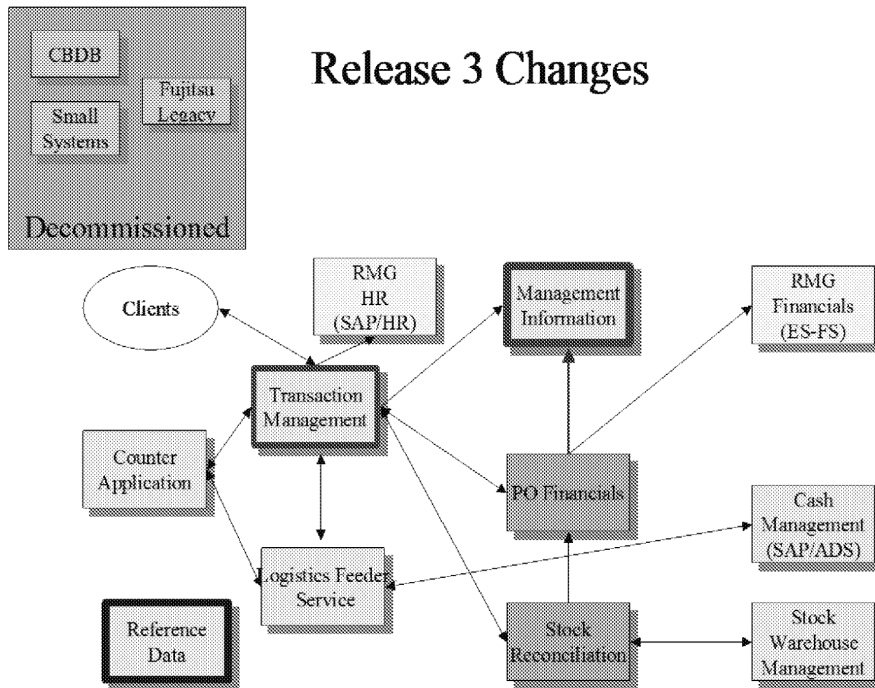 Release 3 Changes
CBDB
Fujitsu
Legacy
Small
Systems
Decommissioned
Clients
RMG
HR
(SAP/HR)
Management
Information
RMG
Financials
(ES-FS)
Transaction
Management
Counter
Application
PO Financials
Cash
Management
(SAP/ADS)
Logistics Feeder
Service
Reference
Data
Stock
Reconciliation
Stock
Warehouse
Management